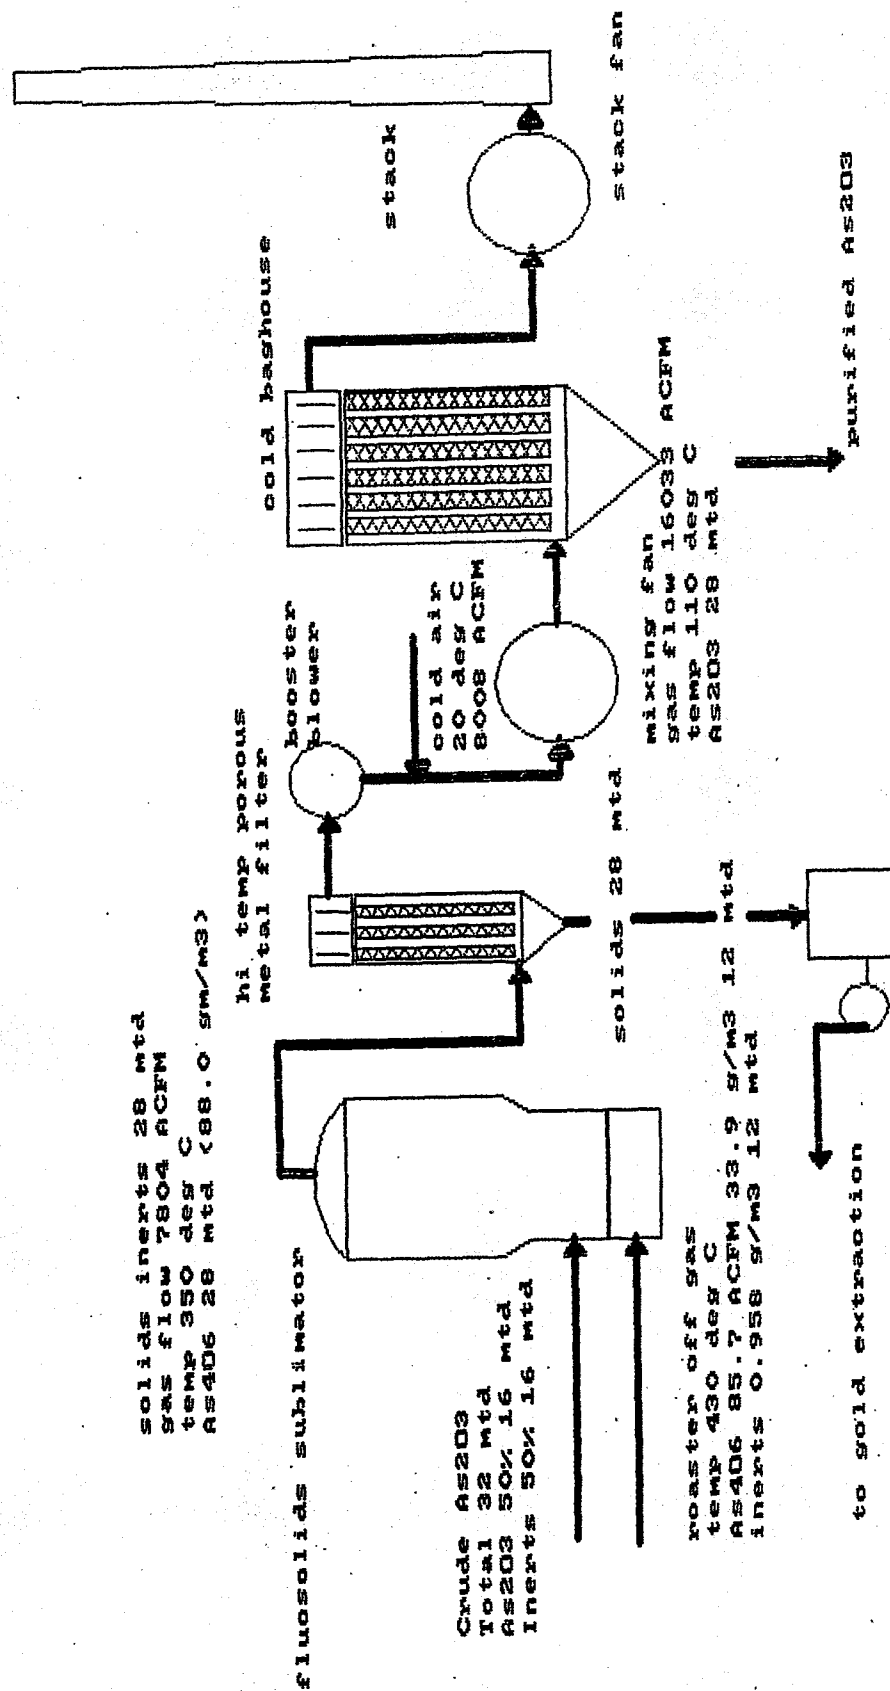 solids inerts 28 mtd
gas flow 7804 ACFM
temp 350 deg C
As4O6 28 mtd (88.0 gm/m3)
fluosolids sublimator
Crude As2O3
Total 32 mtd
As2O3 50% 16 mtd
Inerts 50% 16 mtd
roaster off gas
temp 430 deg C
As4O6 85.7 ACFM 33.9 g/m3 12 mtd
inerts 0.958 g/m3 12 mtd
to gold extraction
hi temp porous
metal filter
solids 28 mtd
booster
blower
cold air
20 deg C
8008 ACFM
mixing fan
gas flow 16033 ACFM
temp 110 deg C
As2O3 28 mtd
cold baghouse
purified As2O3
stack
stack fan